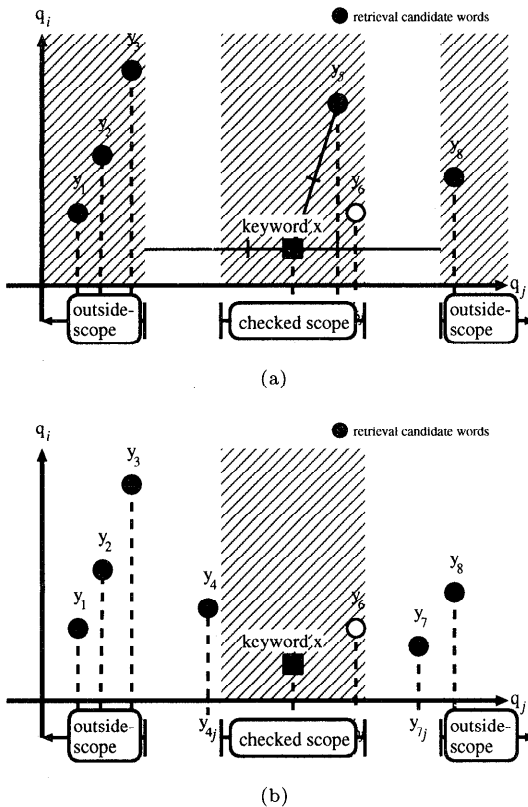 q_i
retrieval candidate words
y_3
y_5
y_2
y_8
y_1
y_6
keyword x
q_j
outside-
scope
checked scope
outside-
scope
(a)
q_i
retrieval candidate words
y_3
y_2
y_4
y_8
y_1
y_6
y_7
keyword x
q_j
outside-
scope
y_4j
checked scope
y_7j
outside-
scope
(b)